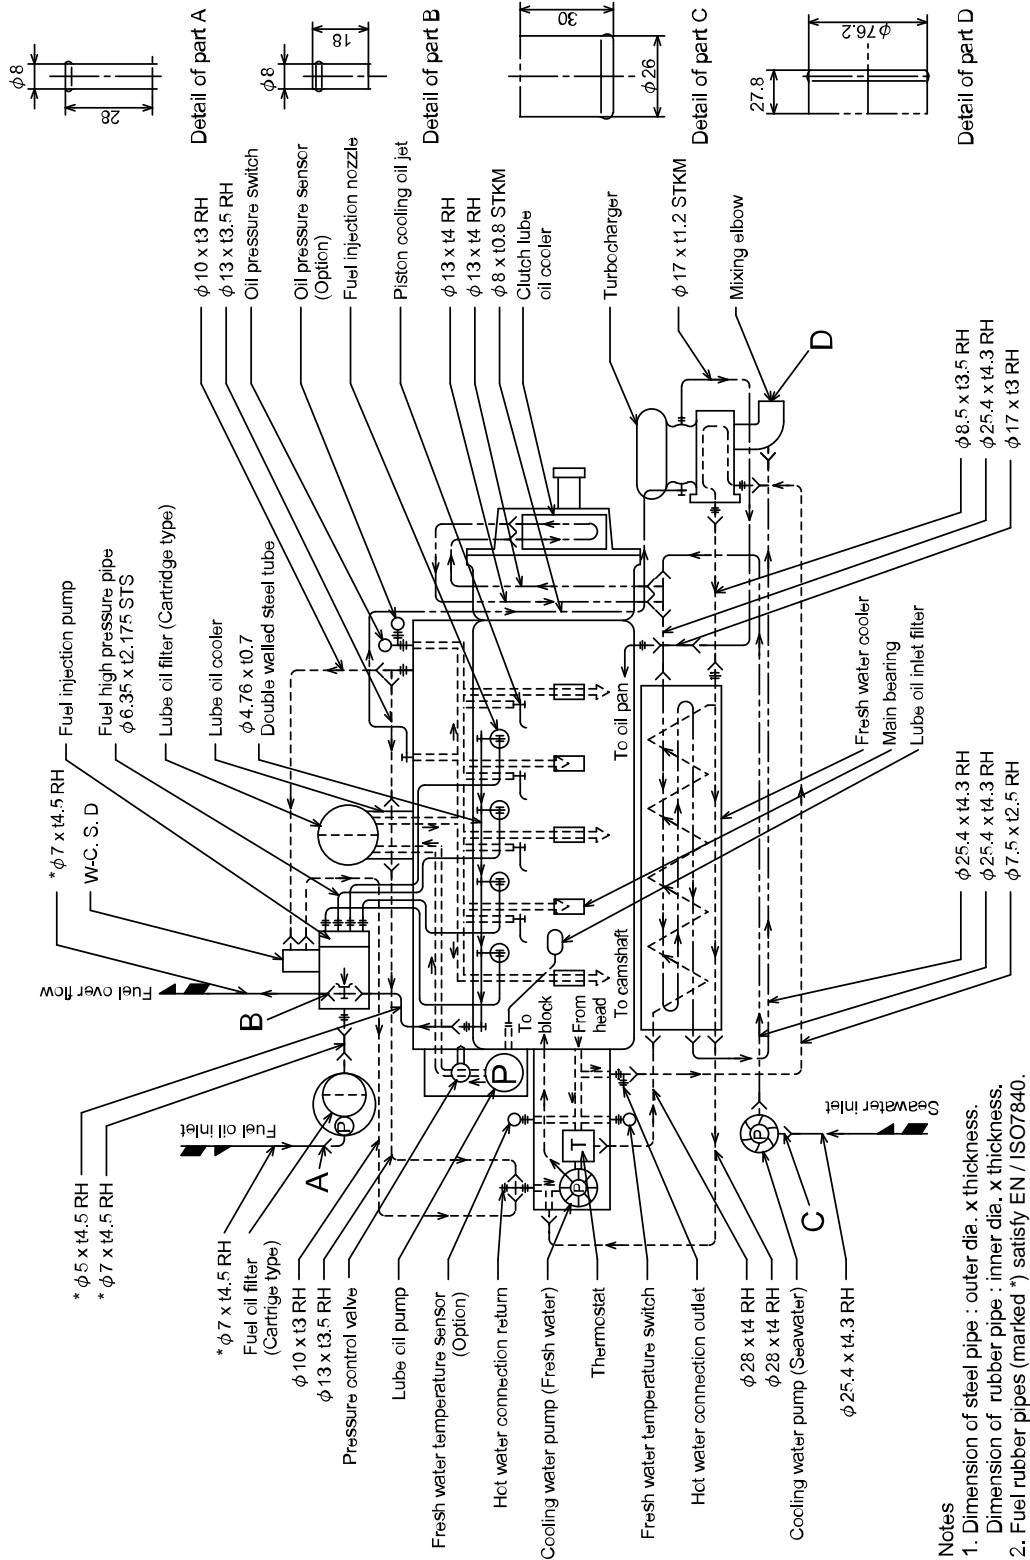 φ8
28
Detail of part A
φ8
18
Detail of part B
30
φ26
Detail of part C
φ76.2
27.8
Detail of part D
φ10 x t3 RH
φ13 x t3.5 RH
Oil pressure switch
Oil pressure sensor
(Option)
Fuel injection nozzle
Piston cooling oil jet
φ13 x t4 RH
φ13 x t4 RH
φ8 x t0.8 STKM
Clutch lube
oil cooler
Turbocharger
φ17 x t1.2 STKM
Mixing elbow
D
φ8.5 x t3.5 RH
φ25.4 x t4.3 RH
φ17 x t3 RH
*φ7 x t4.5 RH
W-C. S. D
Fuel injection pump
Fuel high pressure pipe
φ6.35 x t2.175 STS
Lube oil filter (Cartridge type)
Lube oil cooler
φ4.76 x t0.7
Double walled steel tube
Fuel over flow
B
To oil pan
To camshaft
To
block
From
head
P
T
P
P
P
Fresh water cooler
Main bearing
Lube oil inlet filter
φ25.4 x t4.3 RH
φ25.4 x t4.3 RH
φ7.5 x t2.5 RH
Fuel oil inlet
A
Seawater inlet
C
*φ5 x t4.5 RH
*φ7 x t4.5 RH
*φ7 x t4.5 RH
Fuel oil filter
(Cartrige type)
φ10 x t3 RH
φ13 x t3.5 RH
Pressure control valve
Lube oil pump
Fresh water temperature sensor
(Option)
Hot water connection return
Cooling water pump (Fresh water)
Thermostat
Fresh water temperature switch
Hot water connection outlet
φ28 x t4 RH
φ28 x t4 RH
Cooling water pump (Seawater)
φ25.4 x t4.3 RH
Notes
1. Dimension of steel pipe : outer dia. x thickness.
Dimension of rubber pipe : inner dia. x thickness.
2. Fuel rubber pipes (marked *) satisfy EN / ISO7840.